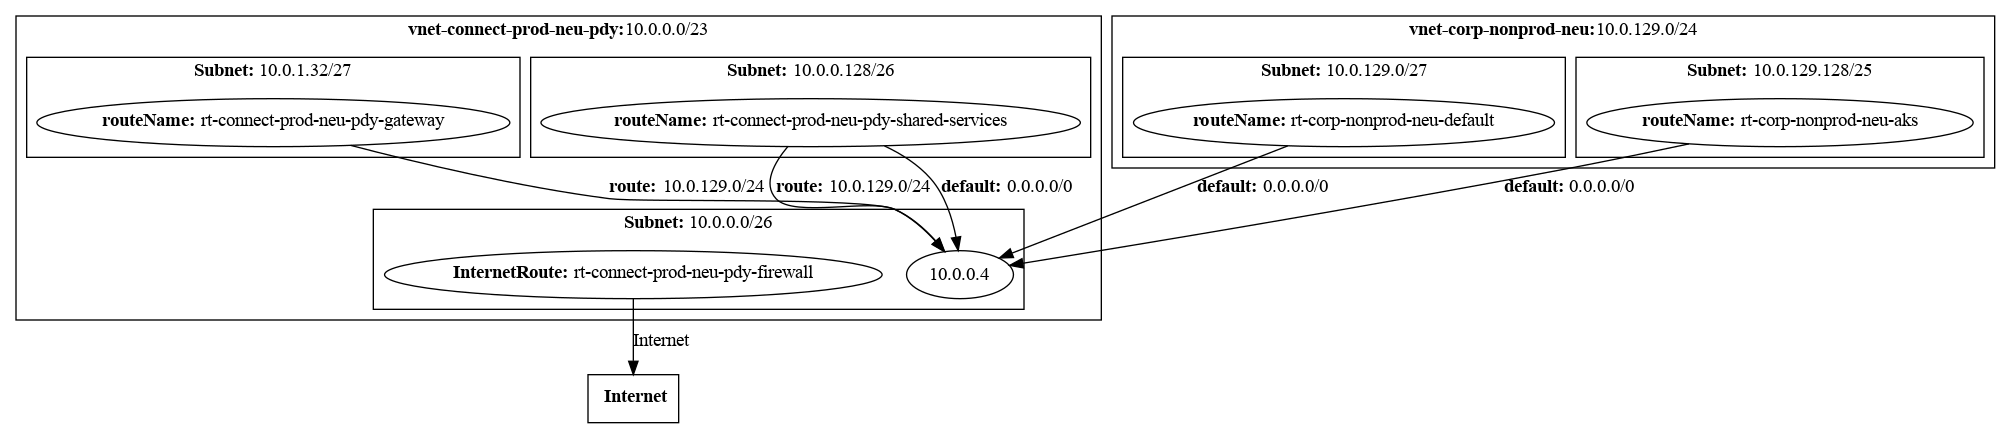 vnet-connect-prod-neu-pdy:10.0.0.0/23
vnet-corp-nonprod-neu:10.0.129.0/24
Subnet: 10.0.1.32/27
Subnet: 10.0.0.128/26
Subnet: 10.0.129.0/27
Subnet: 10.0.129.128/25
routeName: rt-connect-prod-neu-pdy-gateway
routeName: rt-connect-prod-neu-pdy-shared-services
routeName: rt-corp-nonprod-neu-default
routeName: rt-corp-nonprod-neu-aks
route: 10.0.129.0/24
route: 10.0.129.0/24
default: 0.0.0.0/0
default: 0.0.0.0/0
default: 0.0.0.0/0
Subnet: 10.0.0.0/26
InternetRoute: rt-connect-prod-neu-pdy-firewall
10.0.0.4
Internet
Internet